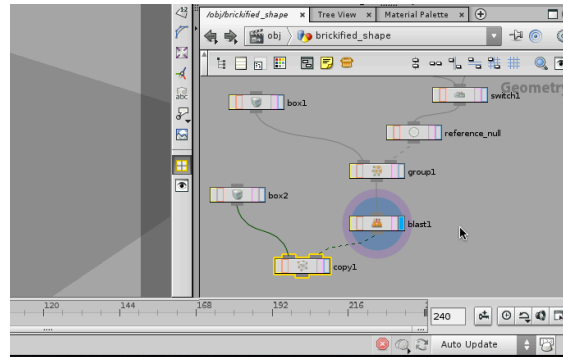 /obj/brickified_shape × Tree View × Material Palette ×
obj brickified_shape
abc
Geometry
switch1
box1
reference_null
group1
box2
blast1
copy1
120 144 168 192 216
240
Auto Update